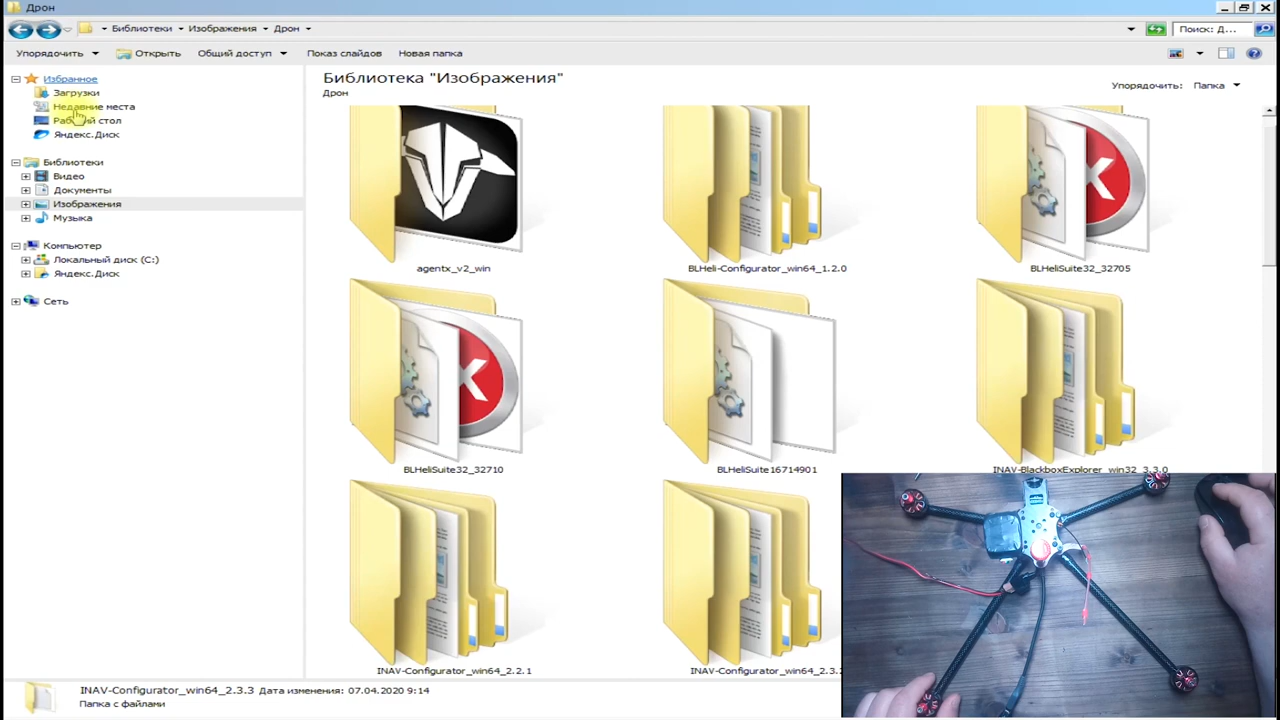 Дрон
Библиотеки Изображения Дрон
Поиск: Д...
Упорядочить Открыть Общий доступ Показ слайдов Новая папка
Избранное
Загрузки
Недавние места
Рабочий стол
Яндекс.Диск
Библиотеки
Видео
Документы
Изображения
Музыка
Компьютер
Локальный диск (C:)
Яндекс.Диск
Сеть
Библиотека "Изображения"
Дрон
Упорядочить: Папка
agentx_v2_win
BLHeli-Configurator_win64_1.2.0
BLHeliSuite32_32705
BLHeliSuite32_32710
BLHeliSuite16714901
INAV-BlackboxExplorer_win32_3.3.0
INAV-Configurator_win64_2.2.1
INAV-Configurator_win64_2.3.
INAV-Configurator_win64_2.3.3 Дата изменения: 07.04.2020 9:14
Папка с файлами